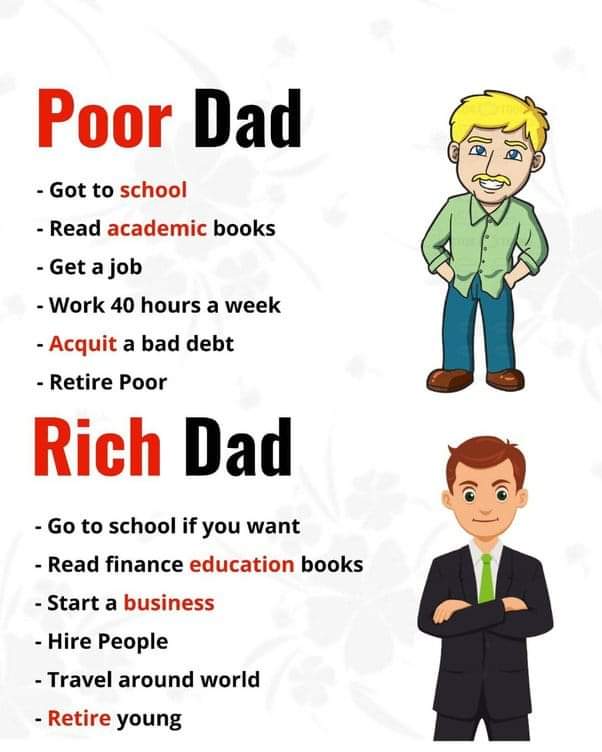 Poor Dad
- Got to school
- Read academic books
- Get a job
- Work 40 hours a week
- Acquit a bad debt
- Retire Poor
Rich Dad
- Go to school if you want
- Read finance education books
- Start a business
- Hire People
- Travel around world
- Retire young